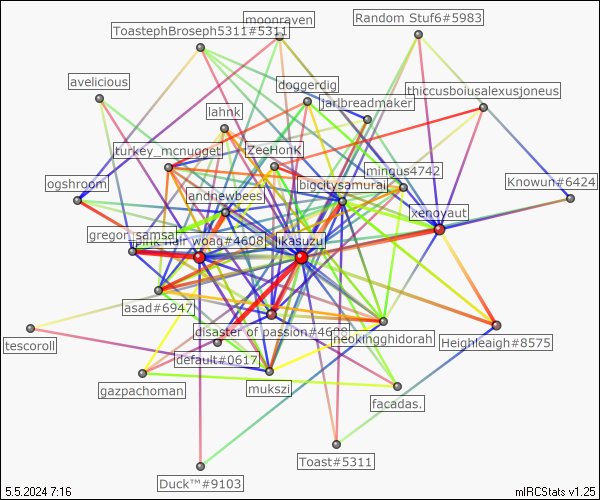 moonraven
ToastephBroseph5311#5311
Random Stuf6#5983
avelicious
doggerdig
thiccusboiusalexusjoneus
jarlbreadmaker
lahnk
turkey_mcnugget
ZeeHonk
mingus4742
ogshroom
bigcitysamurai
Knowun#6424
andnewbees
xenoyaut
gregor_samsa
pink hair woag#4608
likasuzu
asad#6947
disaster of passion#4608
neokingghidorah
Heighleaigh#8575
tescoroll
default#0617
gazpachoman
mukszi
facadas.
Toast#5311
Duck™#9103
5.5.2024 7:16
mIRCStats v1.25